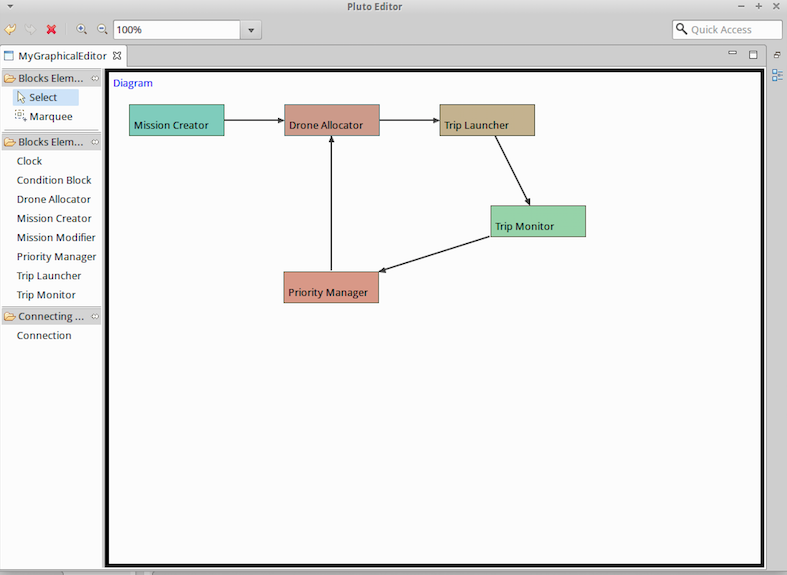 Pluto Editor
100%
Quick Access
MyGraphicalEditor
Blocks Elem...
Select
Marquee
Blocks Elem...
Clock
Condition Block
Drone Allocator
Mission Creator
Mission Modifier
Priority Manager
Trip Launcher
Trip Monitor
Connecting ...
Connection
Diagram
Mission Creator
Drone Allocator
Trip Launcher
Trip Monitor
Priority Manager